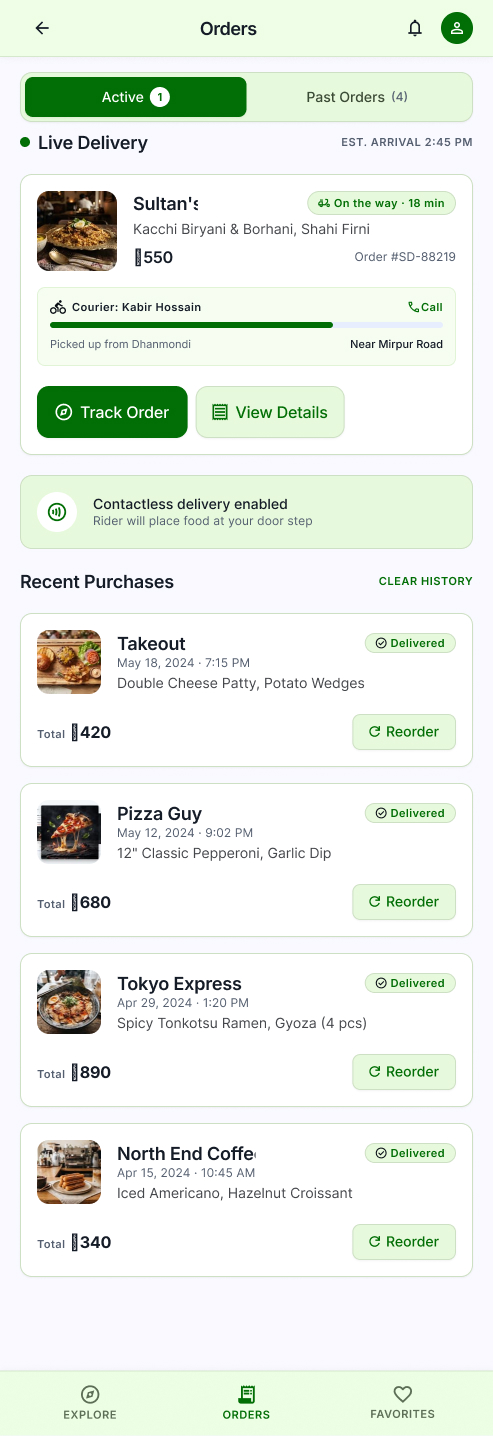 Orders
Active 1
Past Orders (4)
Live Delivery
EST. ARRIVAL 2:45 PM
Sultan's
On the way · 18 min
Kacchi Biryani & Borhani, Shahi Firni
550
Order #SD-88219
Courier: Kabir Hossain
Call
Picked up from Dhanmondi
Near Mirpur Road
Track Order
View Details
Contactless delivery enabled
Rider will place food at your door step
Recent Purchases
CLEAR HISTORY
Takeout
Delivered
May 18, 2024 · 7:15 PM
Double Cheese Patty, Potato Wedges
Total 420
Reorder
Pizza Guy
Delivered
May 12, 2024 · 9:02 PM
12" Classic Pepperoni, Garlic Dip
Total 680
Reorder
Tokyo Express
Delivered
Apr 29, 2024 · 1:20 PM
Spicy Tonkotsu Ramen, Gyoza (4 pcs)
Total 890
Reorder
North End Coffe
Delivered
Apr 15, 2024 · 10:45 AM
Iced Americano, Hazelnut Croissant
Total 340
Reorder
EXPLORE
ORDERS
FAVORITES